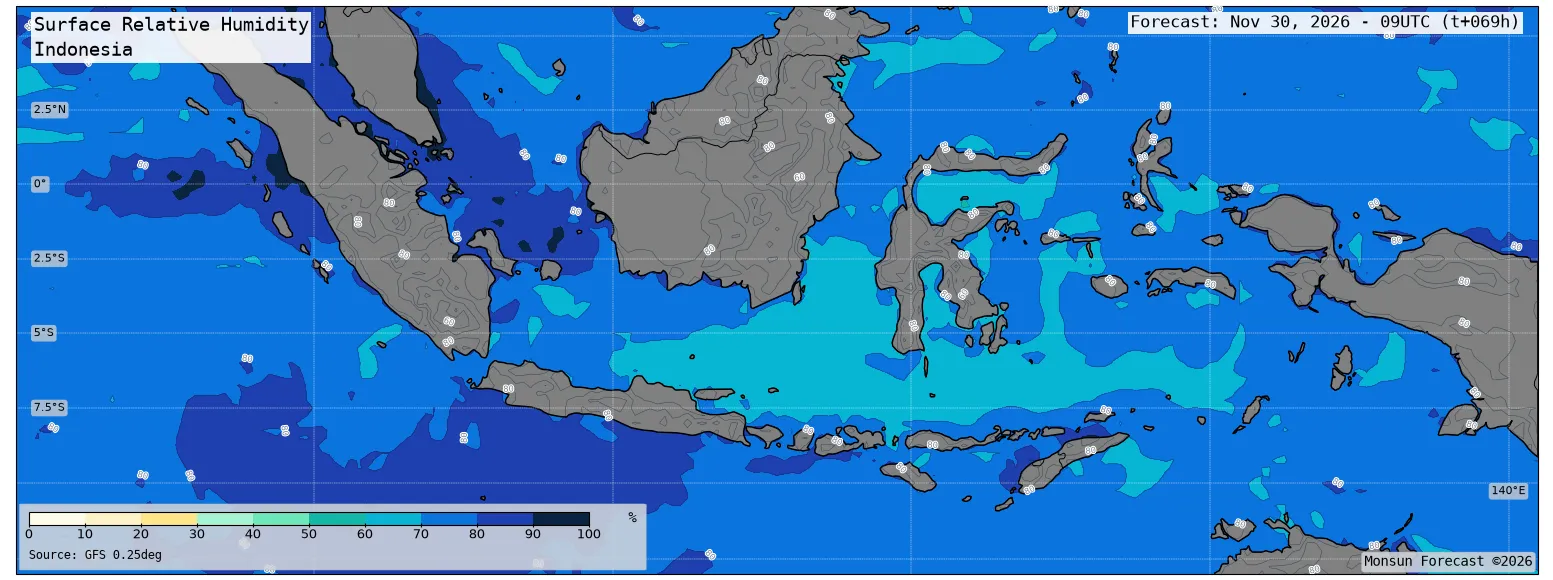 Surface Relative Humidity
Indonesia
Forecast: Nov 30, 2026 - 09UTC (t+069h)
2.5°N
0°
2.5°S
5°S
7.5°S
140°E
0 10 20 30 40 50 60 70 80 90 100
%
Source: GFS 0.25deg
Monsun Forecast ©2026